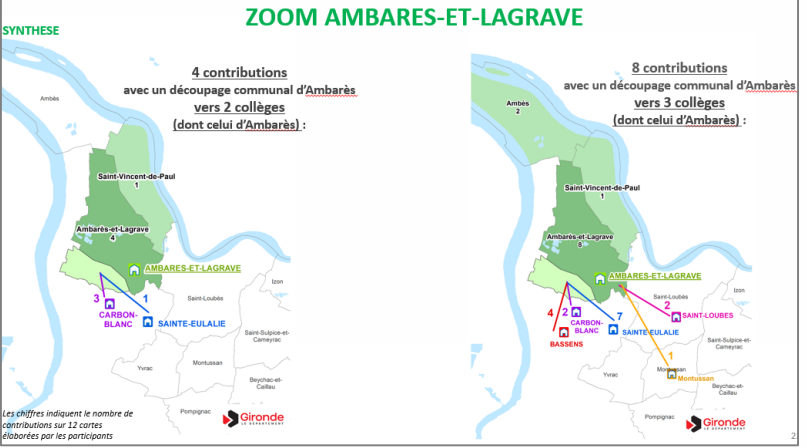 ZOOM AMBARES-ET-LAGRAVE
SYNTHESE
4 contributions
avec un découpage communal d'Ambarès
vers 2 collèges
(dont celui d'Ambarès) :
Ambès
Saint-Vincent-de-Paul
1
Ambarès-et-Lagrave
4
AMBARES-ET-LAGRAVE
3
1
CARBON-
BLANC
SAINTE-EULALIE
Saint-Loubès
Izon
Saint-Sulpice-et-
Cameyrac
Yvrac
Montussan
Beychac-et-
Caillau
Pompignac
Gironde
LE DÉPARTEMENT
Les chiffres indiquent le nombre de
contributions sur 12 cartes
élaborées par les participants
8 contributions
avec un découpage communal d'Ambarès
vers 3 collèges
(dont celui d'Ambarès) :
Ambès
2
Saint-Vincent-de-Paul
1
Ambarès-et-Lagrave
8
AMBARES-ET-LAGRAVE
4
2
7
2
1
BASSENS
CARBON-
BLANC
SAINTE-EULALIE
Saint-Loubès
SAINT-LOUBES
Izon
Saint-Sulpice-et-
Cameyrac
Yvrac
Montussan
Montussan
Beychac-et-
Caillau
Pompignac
Gironde
LE DÉPARTEMENT
2